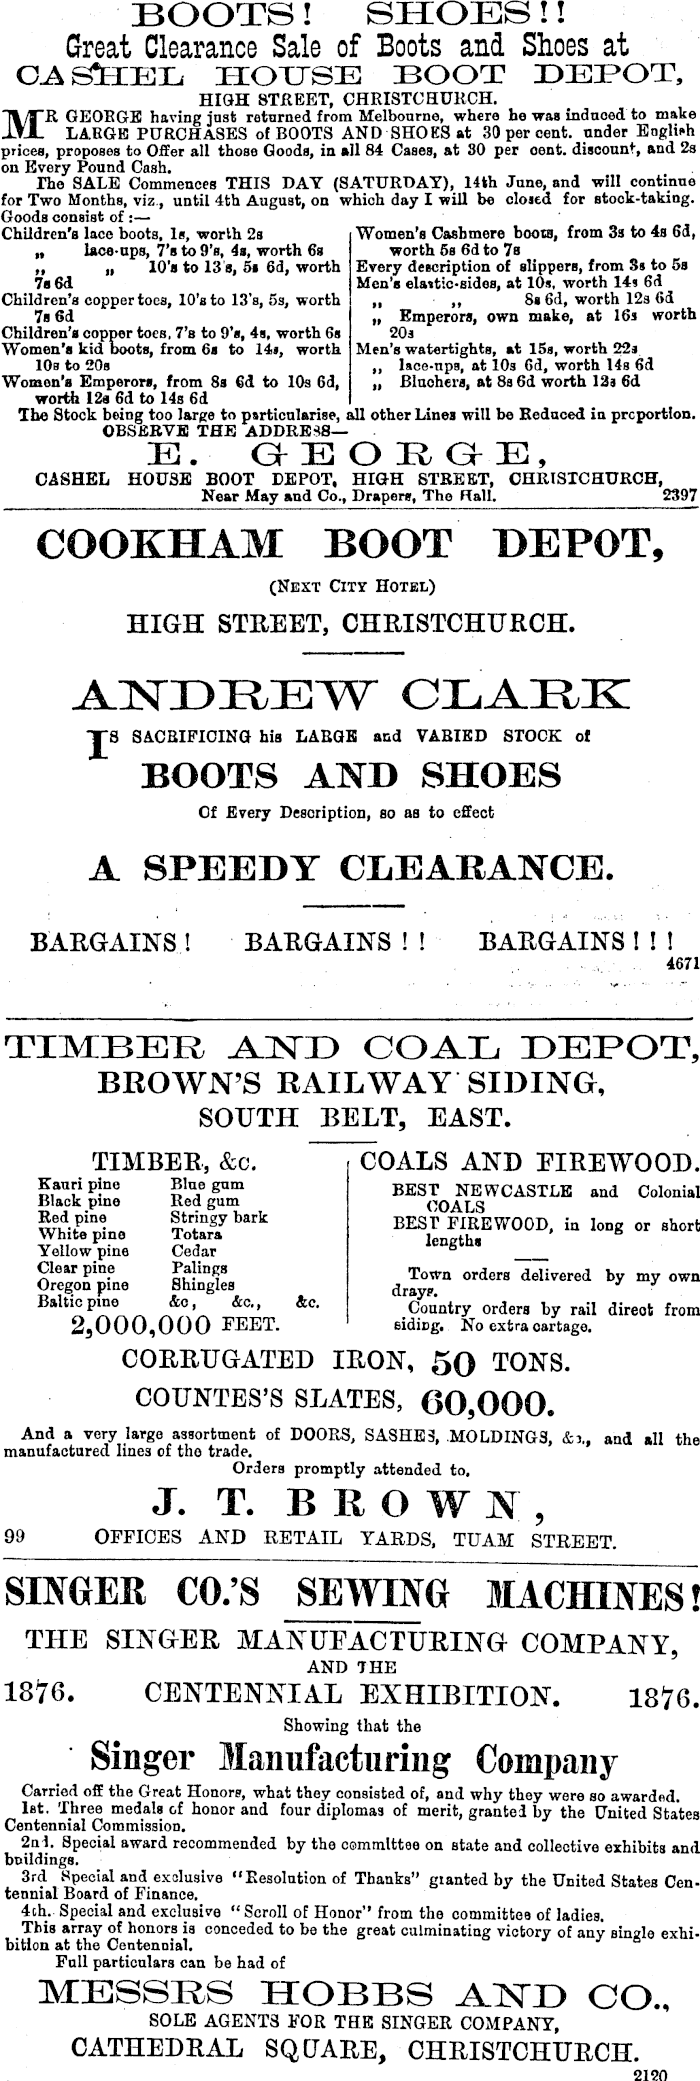 BOOTS! SHOES!!
Great Clearance Sale of Boots and Shoes at
CASHEL HOUSE BOOT DEPOT,
HIGH STREET, CHRISTCHURCH.
MR GEORGE having just returned from Melbourne, where he was induced to make
LARGE PURCHASES of BOOTS AND SHOES at 30 per cent. under English
prices, proposes to Offer all those Goods, in all 84 Cases, at 30 per cent. discount, and 2s
on Every Pound Cash.
The SALE Commences THIS DAY (SATURDAY), 14th June, and will continue
for Two Months, viz., until 4th August, on which day I will be closed for stock-taking.
Goods consist of :—
Children's lace boots, 1s, worth 2s
„ lace-ups, 7's to 9's, 4s, worth 6s
„ „ 10's to 13's, 5s 6d, worth
7s 6d
Children's copper toes, 10's to 13's, 5s, worth
7s 6d
Children's copper toes, 7's to 9's, 4s, worth 6s
Women's kid boots, from 6s to 14s, worth
10s to 20s
Women's Emperors, from 8s 6d to 10s 6d,
worth 12s 6d to 14s 6d
Women's Cashmere boots, from 3s to 4s 6d,
worth 5s 6d to 7s
Every description of slippers, from 3s to 5s
Men's elastic-sides, at 10s, worth 14s 6d
„ „ 8s 6d, worth 12s 6d
„ Emperors, own make, at 16s worth
20s
Men's watertights, at 15s, worth 22s
„ lace-ups, at 10s 6d, worth 14s 6d
„ Bluchers, at 8s 6d worth 12s 6d
The Stock being too large to particularise, all other Lines will be Reduced in proportion.
OBSERVE THE ADDRESS—
E. GEORGE,
CASHEL HOUSE BOOT DEPOT, HIGH STREET, CHRISTCHURCH,
Near May and Co., Drapers, The Hall. 2397
COOKHAM BOOT DEPOT,
(NEXT CITY HOTEL)
HIGH STREET, CHRISTCHURCH.
ANDREW CLARK
IS SACRIFICING his LARGE and VARIED STOCK of
BOOTS AND SHOES
Of Every Description, so as to effect
A SPEEDY CLEARANCE.
BARGAINS! BARGAINS!! BARGAINS!!!
4671
TIMBER AND COAL DEPOT,
BROWN'S RAILWAY SIDING,
SOUTH BELT, EAST.
TIMBER, &c.
Kauri pine Blue gum
Black pine Red gum
Red pine Stringy bark
White pine Totara
Yellow pine Cedar
Clear pine Palings
Oregon pine Shingles
Baltic pine &c, &c., &c.
2,000,000 FEET.
COALS AND FIREWOOD.
BEST NEWCASTLE and Colonial
COALS
BEST FIREWOOD, in long or short
lengths
Town orders delivered by my own
drays.
Country orders by rail direct from
siding. No extra cartage.
CORRUGATED IRON, 50 TONS.
COUNTES'S SLATES, 60,000.
And a very large assortment of DOORS, SASHES, MOLDINGS, &c., and all the
manufactured lines of the trade.
Orders promptly attended to.
J. T. BROWN,
99 OFFICES AND RETAIL YARDS, TUAM STREET.
SINGER CO.'S SEWING MACHINES!
THE SINGER MANUFACTURING COMPANY,
AND THE
1876. CENTENNIAL EXHIBITION. 1876.
Showing that the
Singer Manufacturing Company
Carried off the Great Honors, what they consisted of, and why they were so awarded.
1st. Three medals of honor and four diplomas of merit, granted by the United States
Centennial Commission.
2nd. Special award recommended by the committee on state and collective exhibits and
buildings.
3rd Special and exclusive "Resolution of Thanks" granted by the United States Cen-
tennial Board of Finance.
4th. Special and exclusive "Scroll of Honor" from the committee of ladies.
This array of honors is conceded to be the great culminating victory of any single exhi-
bition at the Centennial.
Full particulars can be had of
MESSRS HOBBS AND CO.,
SOLE AGENTS FOR THE SINGER COMPANY,
CATHEDRAL SQUARE, CHRISTCHURCH.
2120